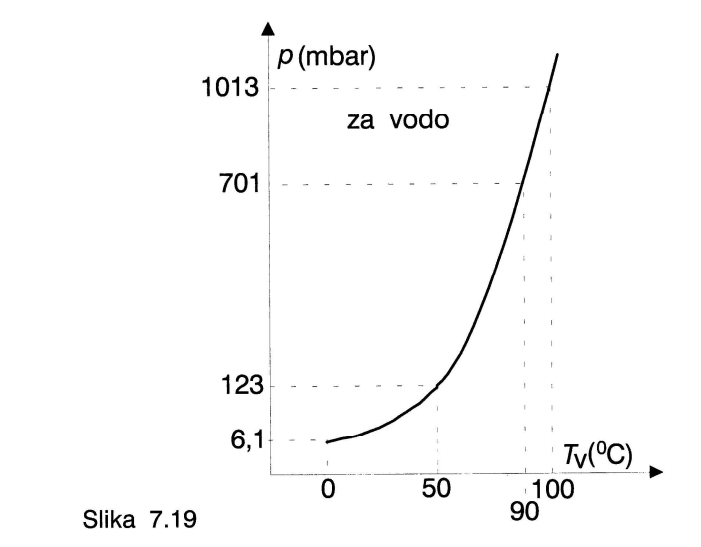 p (mbar)
1013
za vodo
701
123
6,1
Tv(⁰C)
0 50 100
90
Slika 7.19